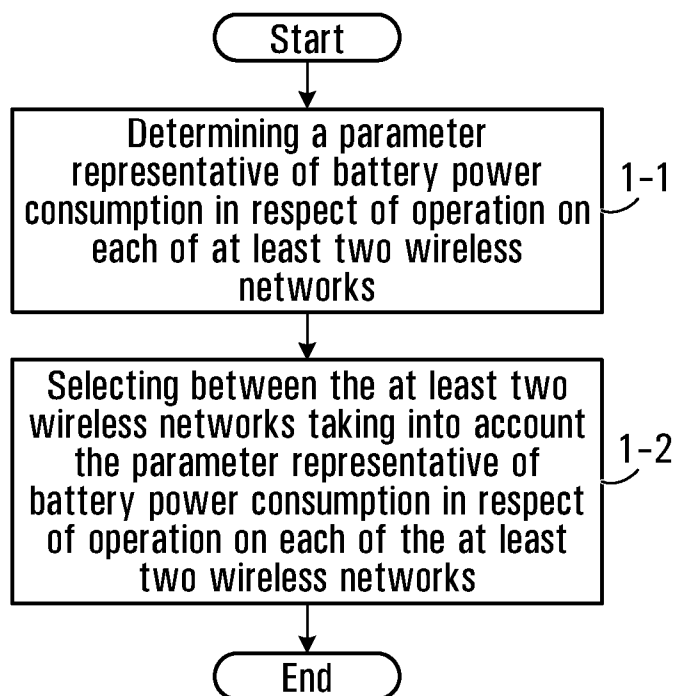 Start
Determining a parameter
representative of battery power
consumption in respect of operation on
each of at least two wireless
networks
1-1
Selecting between the at least two
wireless networks taking into account
the parameter representative of
battery power consumption in respect
of operation on each of the at least
two wireless networks
1-2
End